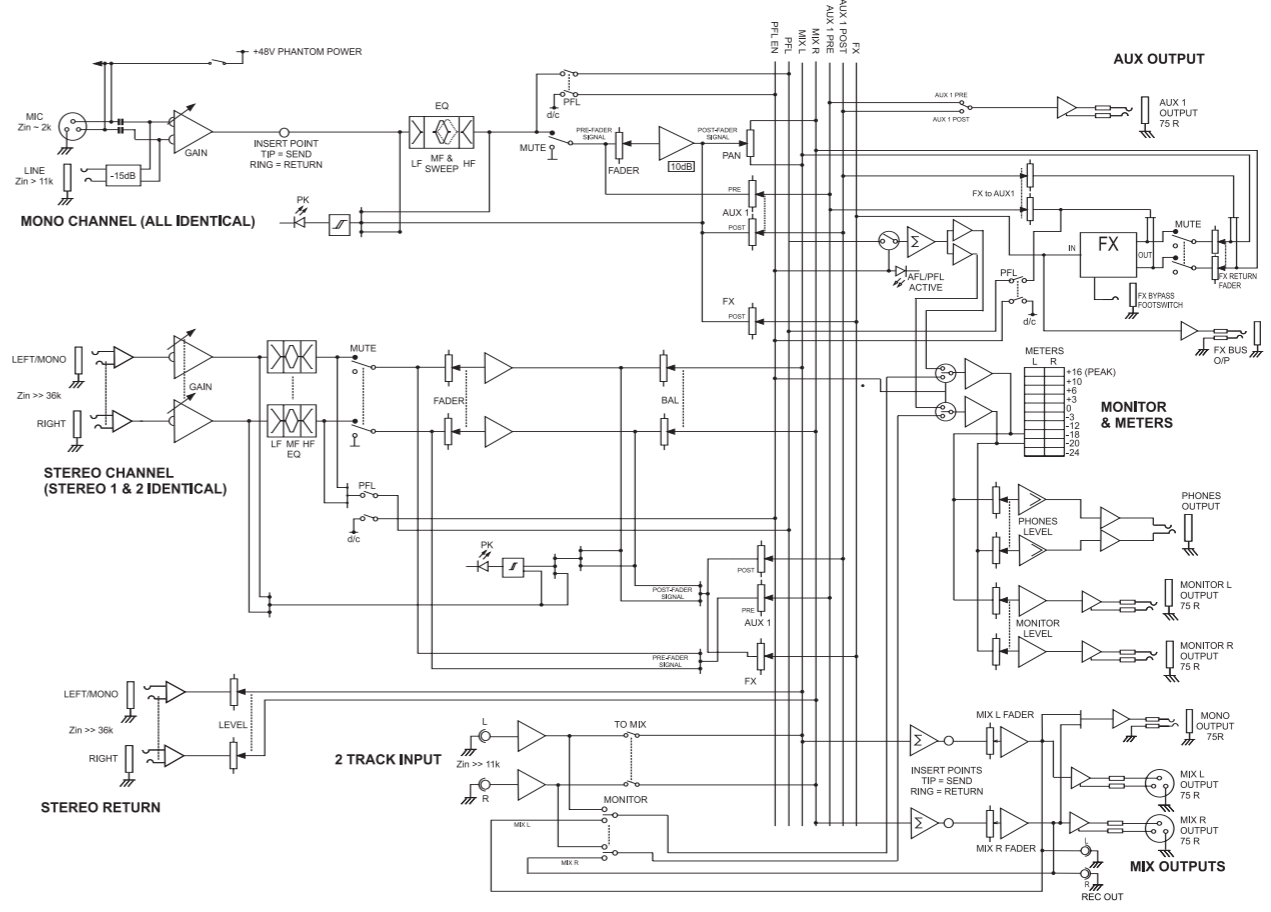 PFL EN
PFL
MIX L
MIX R
AUX 1 PRE
AUX 1 POST
FX
+48V PHANTOM POWER
MIC
Zin ~ 2k
GAIN
INSERT POINT
TIP = SEND
RING = RETURN
LINE
Zin > 11k
-15dB
EQ
LF
MF &
SWEEP
HF
d/c
PFL
MUTE
PRE-FADER
SIGNAL
FADER
10dB
POST-FADER
SIGNAL
PAN
PRE
AUX 1
POST
FX
POST
PK
MONO CHANNEL (ALL IDENTICAL)
AUX OUTPUT
AUX 1 PRE
AUX 1 POST
AUX 1
OUTPUT
75 R
FX to AUX1
IN
FX
OUT
MUTE
FX RETURN
FADER
FX BYPASS
FOOTSWITCH
PFL
d/c
AFL/PFL
ACTIVE
Σ
FX BUS
O/P
LEFT/MONO
Zin >> 36k
RIGHT
GAIN
LF MF HF
EQ
MUTE
FADER
BAL
STEREO CHANNEL
(STEREO 1 & 2 IDENTICAL)
PFL
d/c
PK
POST-FADER
SIGNAL
POST
PRE
AUX 1
PRE-FADER
SIGNAL
FX
METERS
L R
+16 (PEAK)
+10
+6
+3
0
-3
-12
-18
-20
-24
MONITOR
& METERS
PHONES
LEVEL
PHONES
OUTPUT
MONITOR
LEVEL
MONITOR L
OUTPUT
75 R
MONITOR R
OUTPUT
75 R
LEFT/MONO
Zin >> 36k
RIGHT
LEVEL
STEREO RETURN
2 TRACK INPUT
L
Zin >> 11k
R
TO MIX
MONITOR
MIX L
MIX R
Σ
INSERT POINTS
TIP = SEND
RING = RETURN
Σ
MIX L FADER
MIX R FADER
MONO
OUTPUT
75R
MIX L
OUTPUT
75 R
MIX R
OUTPUT
75 R
L
R
REC OUT
MIX OUTPUTS